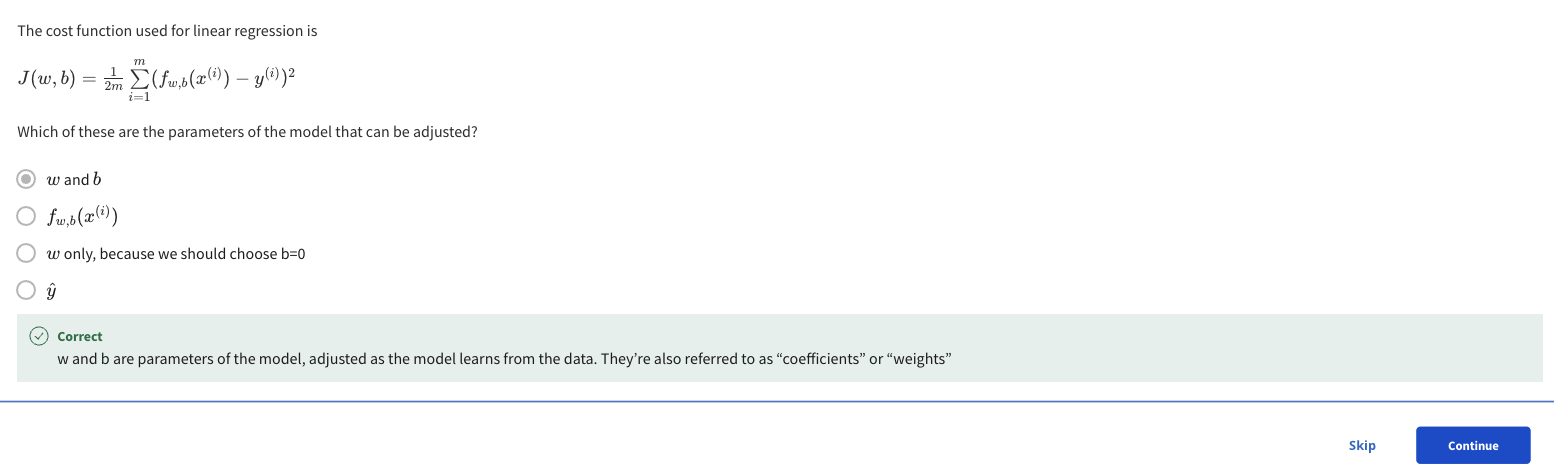 The cost function used for linear regression is
J(w, b) = 1/2m m∑i=1 (f_{w,b}(x^{(i)}) − y^{(i)})²
Which of these are the parameters of the model that can be adjusted?
w and b
f_{w,b}(x^{(i)})
w only, because we should choose b=0
ŷ
Correct
w and b are parameters of the model, adjusted as the model learns from the data. They’re also referred to as “coefficients” or “weights”
Skip
Continue